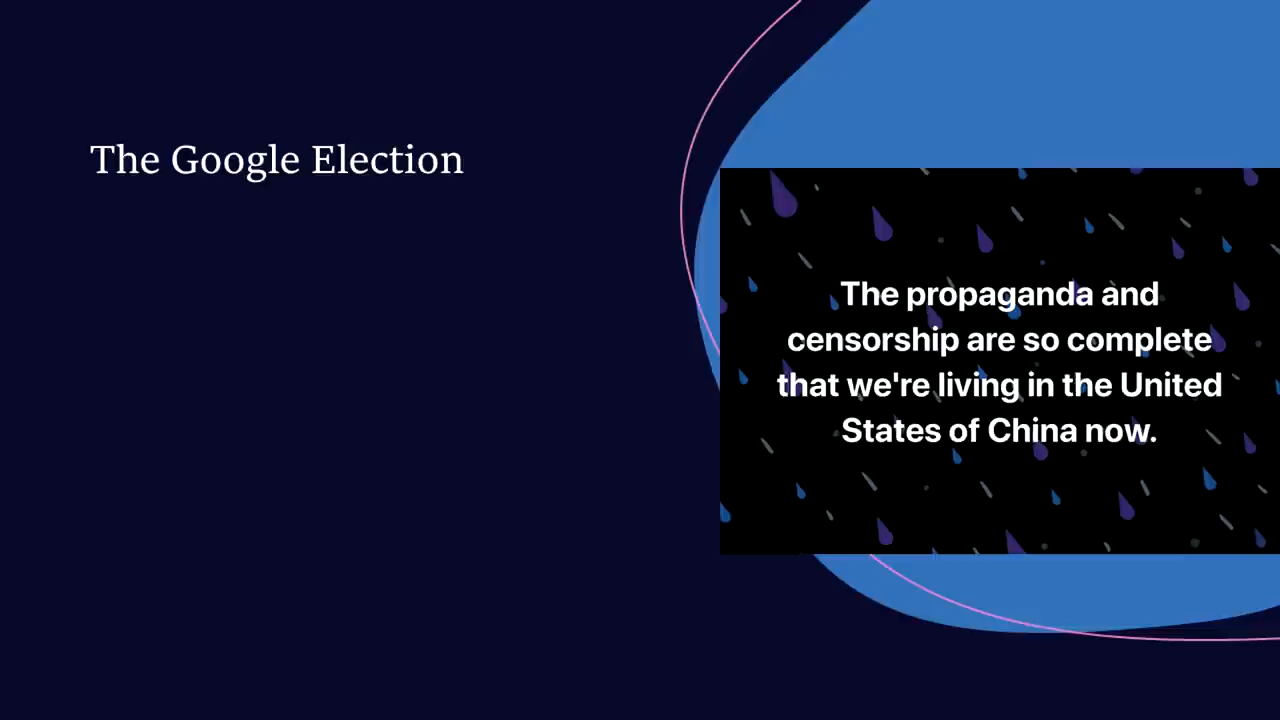 The Google Election
The propaganda and
censorship are so complete
that we're living in the United
States of China now.